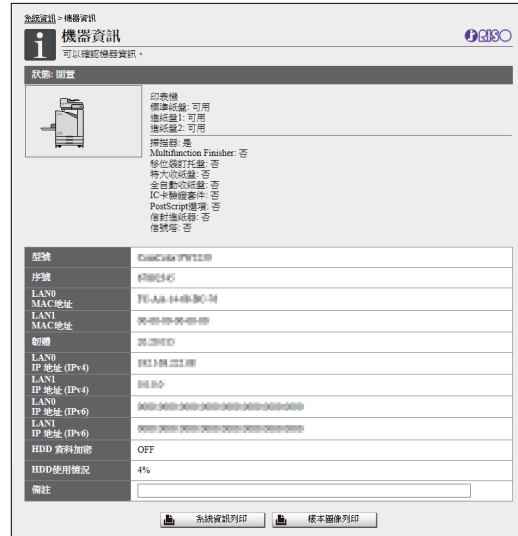 系統資訊 > 機器資訊
機器資訊
RISO
可以確認機器資訊。
狀態: 閒置
印表機
標準紙盤: 可用
進紙盤1: 可用
進紙盤2: 可用
掃描器: 是
Multifunction Finisher: 否
移位裝訂托盤: 否
特大收紙盤: 否
全自動收紙盤: 否
IC卡驗證套件: 否
PostScript選項: 否
信封進紙器: 否
信號塔: 否
型號
序號
LAN0
MAC地址
LAN1
MAC地址
韌體
LAN0
IP 地址 (IPv4)
LAN1
IP 地址 (IPv4)
LAN0
IP 地址 (IPv6)
LAN1
IP 地址 (IPv6)
HDD 資料加密 OFF
HDD使用情況 4%
備註
系統資訊列印 樣本圖像列印